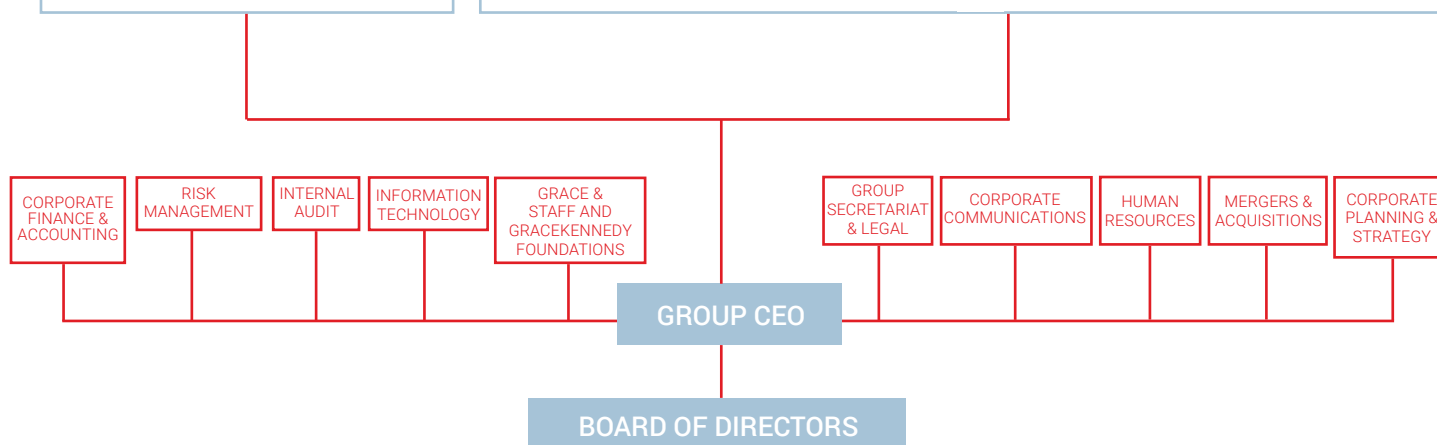 CORPORATE
FINANCE &
ACCOUNTING
RISK
MANAGEMENT
INTERNAL
AUDIT
INFORMATION
TECHNOLOGY
GRACE &
STAFF AND
GRACEKENNEDY
FOUNDATIONS
GROUP
SECRETARIAT
& LEGAL
CORPORATE
COMMUNICATIONS
HUMAN
RESOURCES
MERGERS &
ACQUISITIONS
CORPORATE
PLANNING &
STRATEGY
GROUP CEO
BOARD OF DIRECTORS